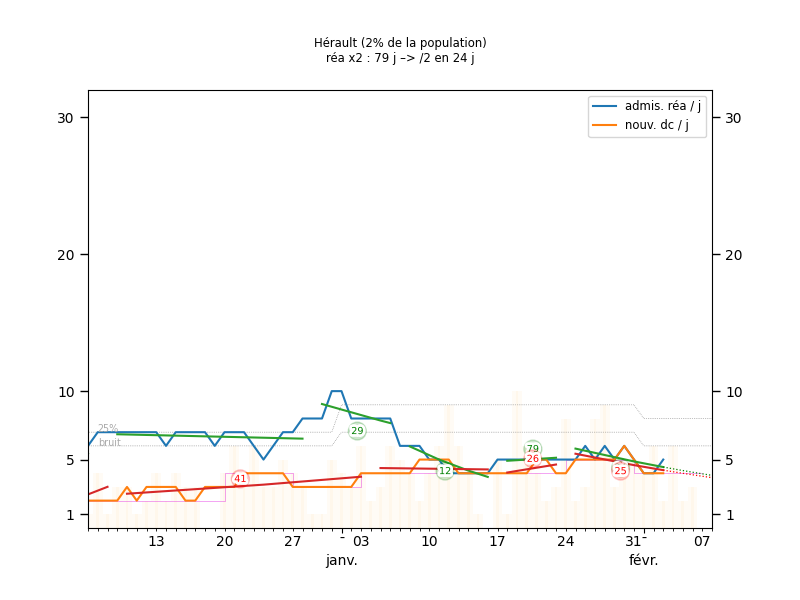 Hérault (2% de la population)
réa x2 : 79 j –> /2 en 24 j
admis. réa / j
nouv. dc / j
30 30
20 20
10 10
5 5
1 1
25%
bruit
29
12
79
26
41
25
13 20 27 - 03 10 17 24 31 - 07
janv. févr.